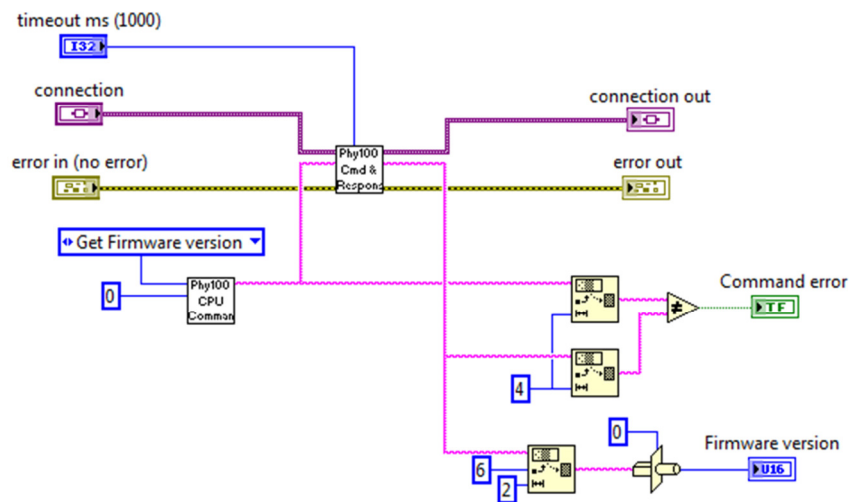 timeout ms (1000)
I32
connection
connection out
Phy100
Cmd &
Respons
error in (no error)
error out
Get Firmware version
0
Phy100
CPU
Comman
Command error
≠
TF
4
0
Firmware version
U16
6
2